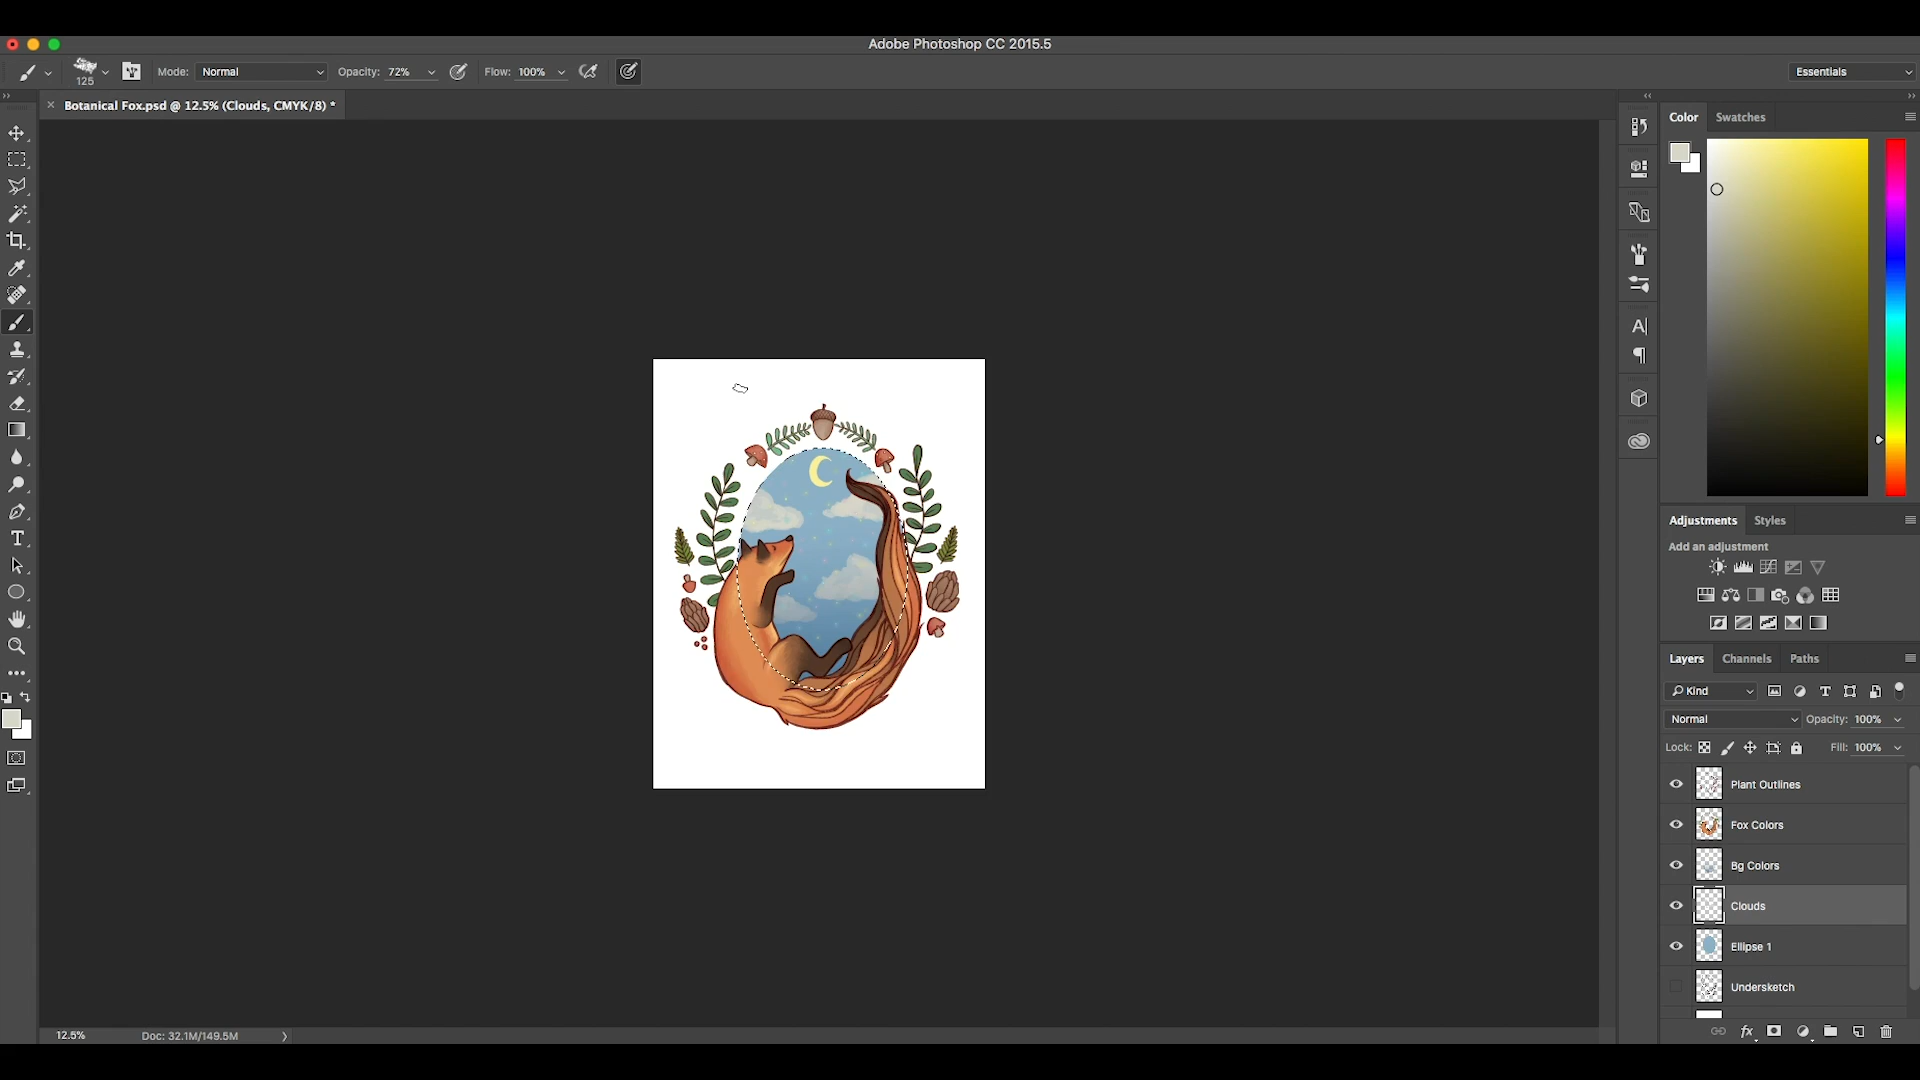 Adobe Photoshop CC 2015.5
125
Mode: Normal
Opacity: 72%
Flow: 100%
Essentials
Botanical Fox.psd @ 12.5% (Clouds, CMYK/8) *
Color
Swatches
Adjustments
Styles
Add an adjustment
Layers
Channels
Paths
Kind
Normal
Opacity: 100%
Lock:
Fill: 100%
Plant Outlines
Fox Colors
Bg Colors
Clouds
Ellipse 1
Undersketch
fx
12.5%
Doc: 32.1M/149.5M